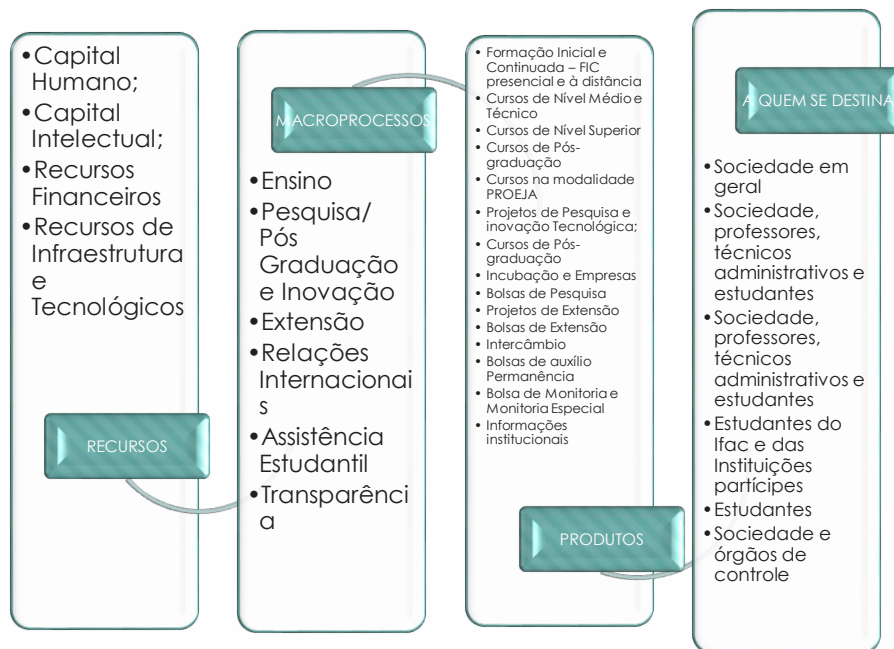 •Capital
Humano;
•Capital
Intelectual;
•Recursos
Financeiros
•Recursos de
Infraestrutura
e
Tecnológicos
RECURSOS
MACROPROCESSOS
•Ensino
•Pesquisa/
Pós
Graduação
e Inovação
•Extensão
•Relações
Internacionai
s
•Assistência
Estudantil
•Transparênci
a
• Formação Inicial e
Continuada – FIC
presencial e à distância
• Cursos de Nível Médio e
Técnico
• Cursos de Nível Superior
• Cursos de Pós-
graduação
• Cursos na modalidade
PROEJA
• Projetos de Pesquisa e
inovação Tecnológica;
• Cursos de Pós-
graduação
• Incubação e Empresas
• Bolsas de Pesquisa
• Projetos de Extensão
• Bolsas de Extensão
• Intercâmbio
• Bolsas de auxílio
Permanência
• Bolsa de Monitoria e
Monitoria Especial
• Informações
institucionais
PRODUTOS
A QUEM SE DESTINA
•Sociedade em
geral
•Sociedade,
professores,
técnicos
administrativos e
estudantes
•Sociedade,
professores,
técnicos
administrativos e
estudantes
•Estudantes do
Ifac e das
Instituições
partícipes
•Estudantes
•Sociedade e
órgãos de
controle